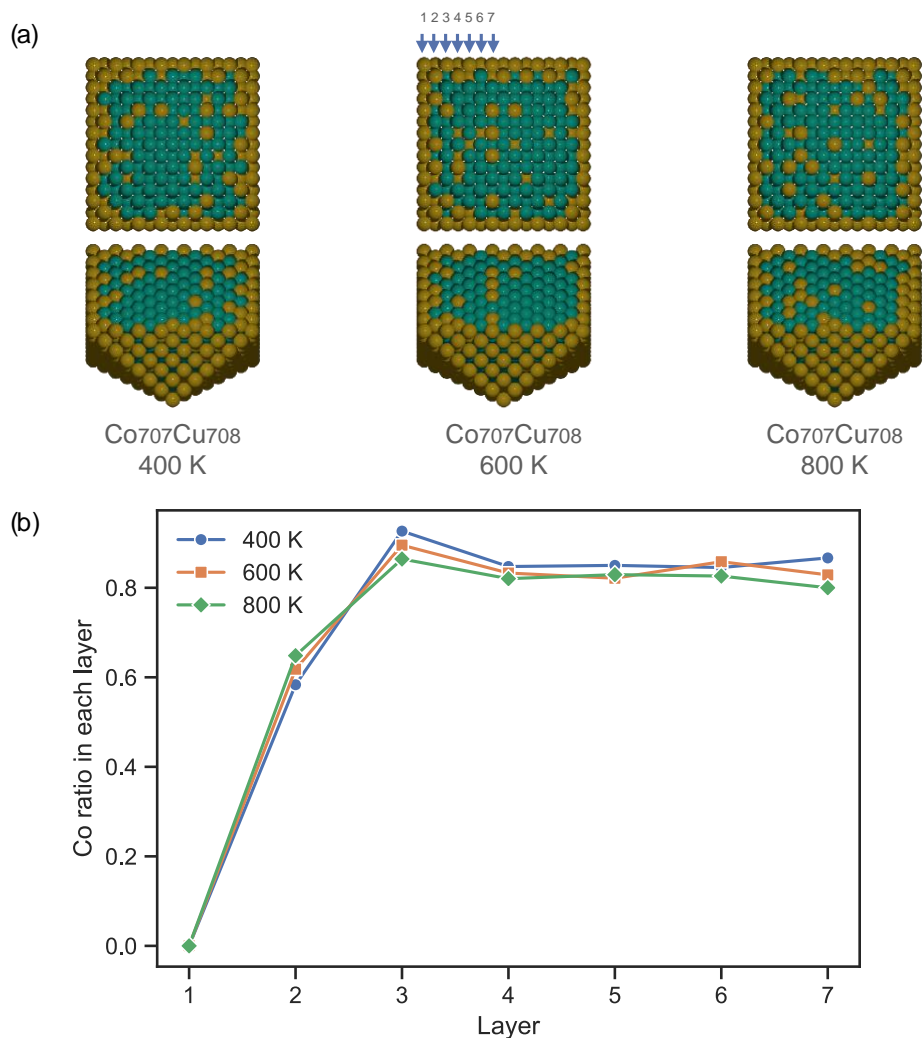 1 2 3 4 5 6 7
(a)
Co707Cu708
400 K
Co707Cu708
600 K
Co707Cu708
800 K
(b)
400 K
600 K
800 K
Co ratio in each layer
0.8
0.6
0.4
0.2
0.0
1 2 3 4 5 6 7
Layer